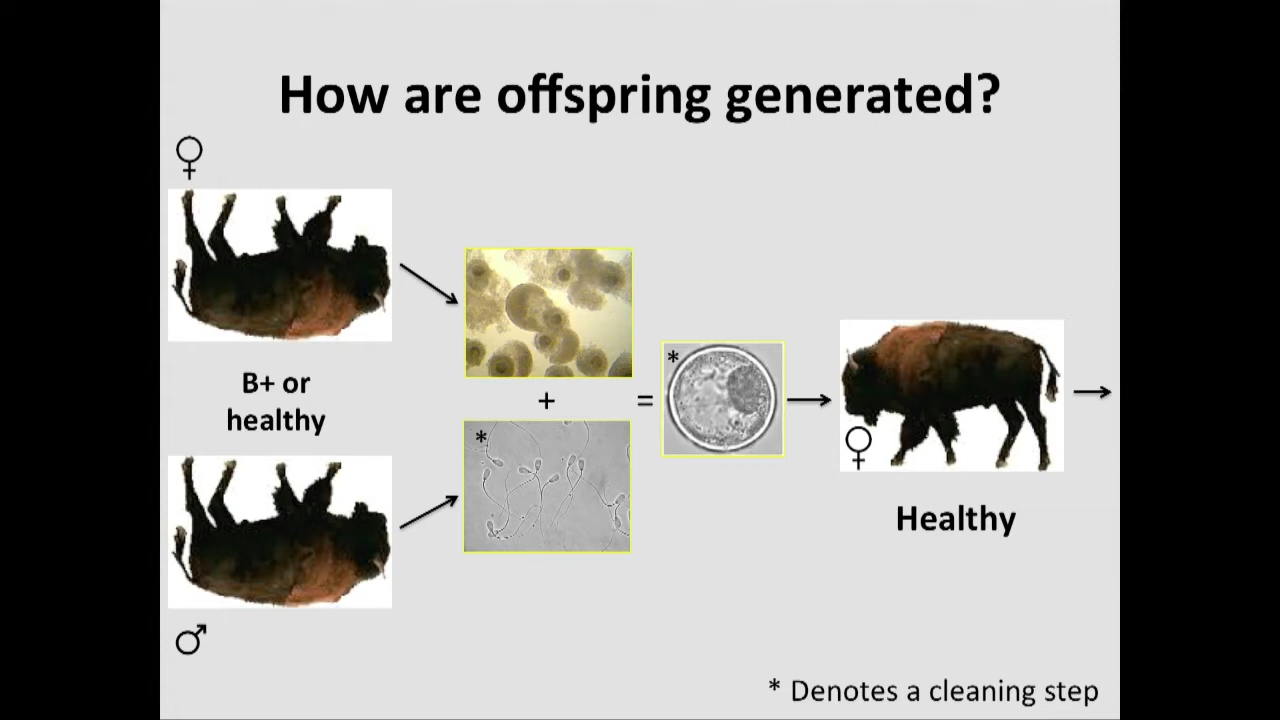 How are offspring generated?
♀
B+ or
healthy
+
=
*
*
♀
Healthy
♂
* Denotes a cleaning step